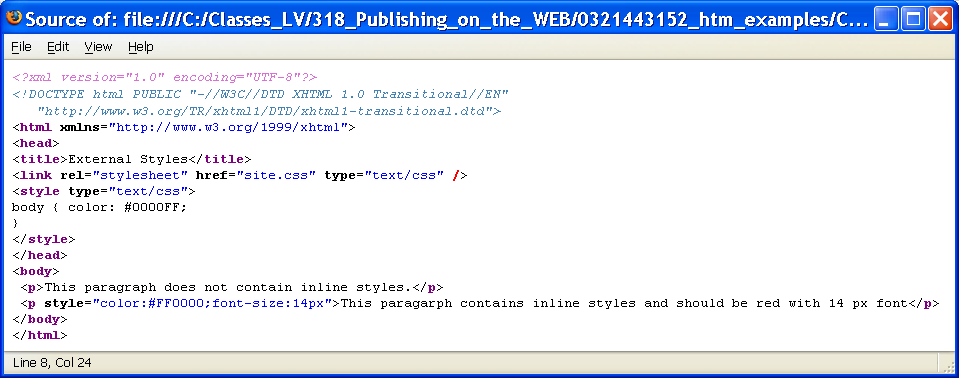 Source of: file:///C:/Classes_LV/318_Publishing_on_the_WEB/0321443152_htm_examples/C...
File Edit View Help
<?xml version="1.0" encoding="UTF-8"?>
<!DOCTYPE html PUBLIC "-//W3C//DTD XHTML 1.0 Transitional//EN"
"http://www.w3.org/TR/xhtml1/DTD/xhtml1-transitional.dtd">
<html xmlns="http://www.w3.org/1999/xhtml">
<head>
<title>External Styles</title>
<link rel="stylesheet" href="site.css" type="text/css" />
<style type="text/css">
body { color: #0000FF;
}
</style>
</head>
<body>
<p>This paragraph does not contain inline styles.</p>
<p style="color:#FF0000;font-size:14px">This paragarph contains inline styles and should be red with 14 px font</p>
</body>
</html>
Line 8, Col 24